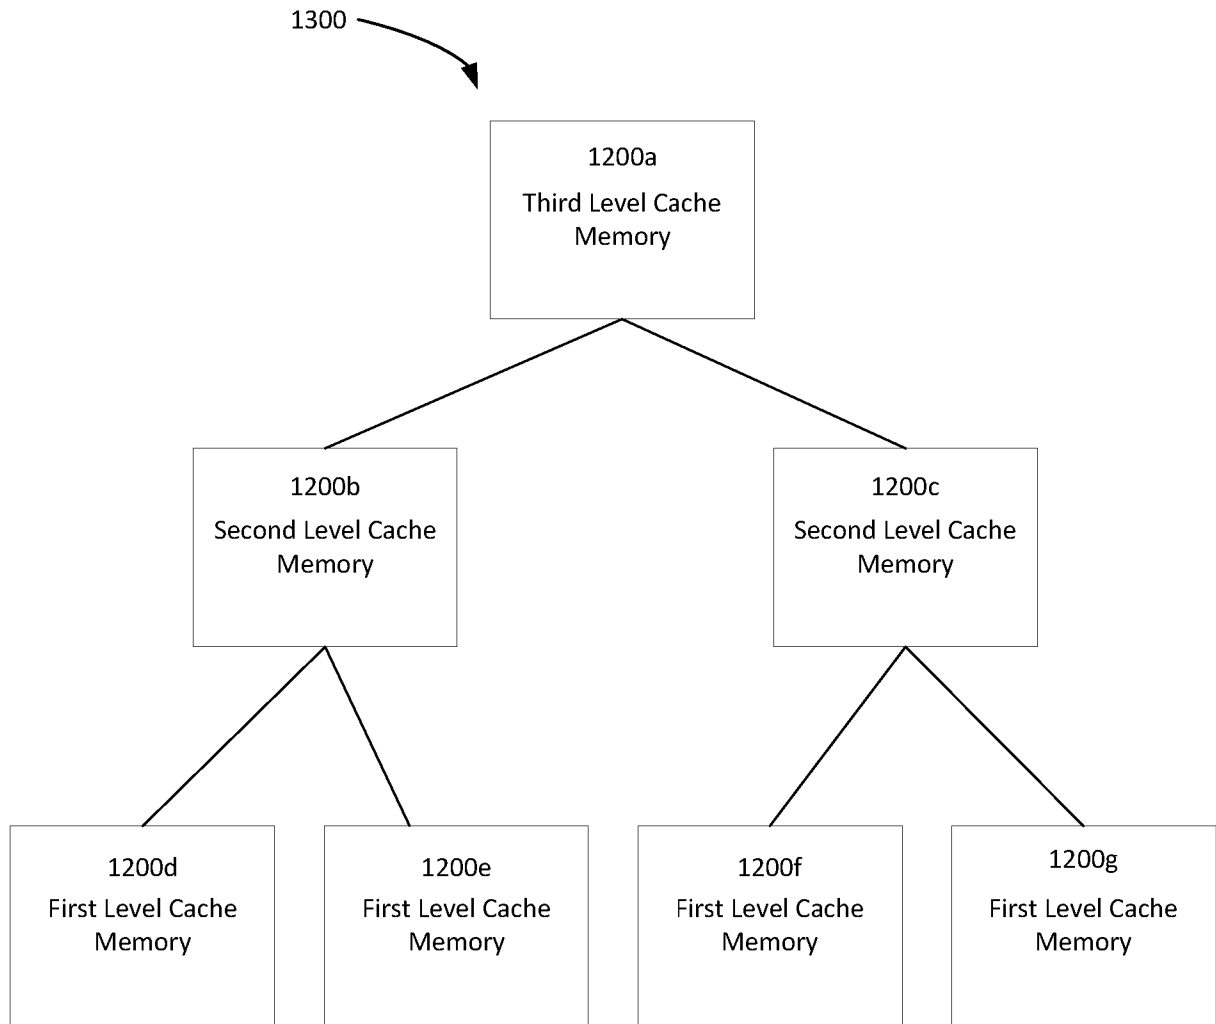 1300
1200a
Third Level Cache
Memory
1200b
Second Level Cache
Memory
1200c
Second Level Cache
Memory
1200d
First Level Cache
Memory
1200e
First Level Cache
Memory
1200f
First Level Cache
Memory
1200g
First Level Cache
Memory